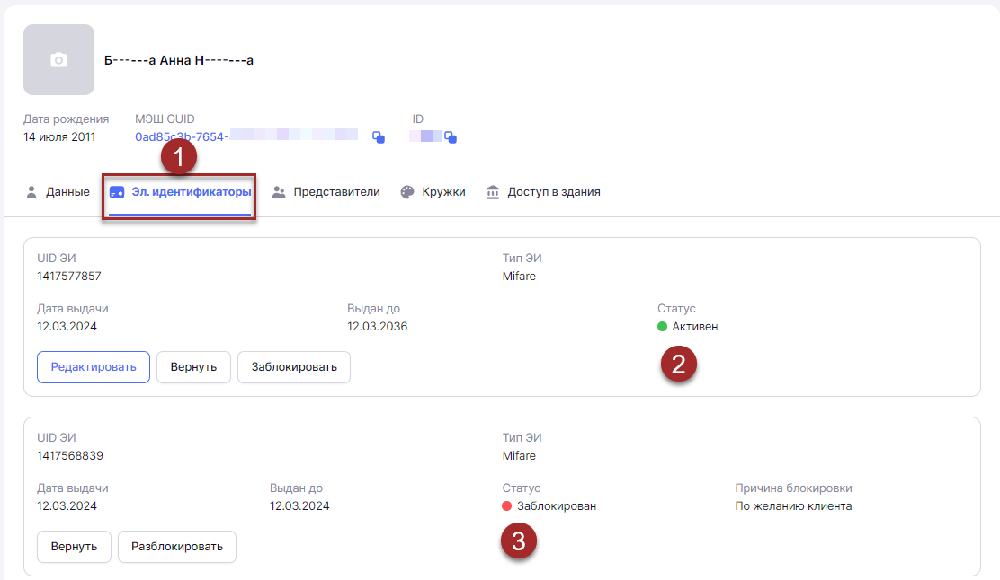 Б------а Анна Н-------а
Дата рождения МЭШ GUID ID
14 июля 2011 0ad85c3b-7654-
1
Данные Эл. идентификаторы Представители Кружки Доступ в здания
UID ЭИ Тип ЭИ
1417577857 Mifare
Дата выдачи Выдан до Статус
12.03.2024 12.03.2036 Активен
Редактировать Вернуть Заблокировать 2
UID ЭИ Тип ЭИ
1417568839 Mifare
Дата выдачи Выдан до Статус Причина блокировки
12.03.2024 12.03.2024 Заблокирован По желанию клиента
Вернуть Разблокировать 3